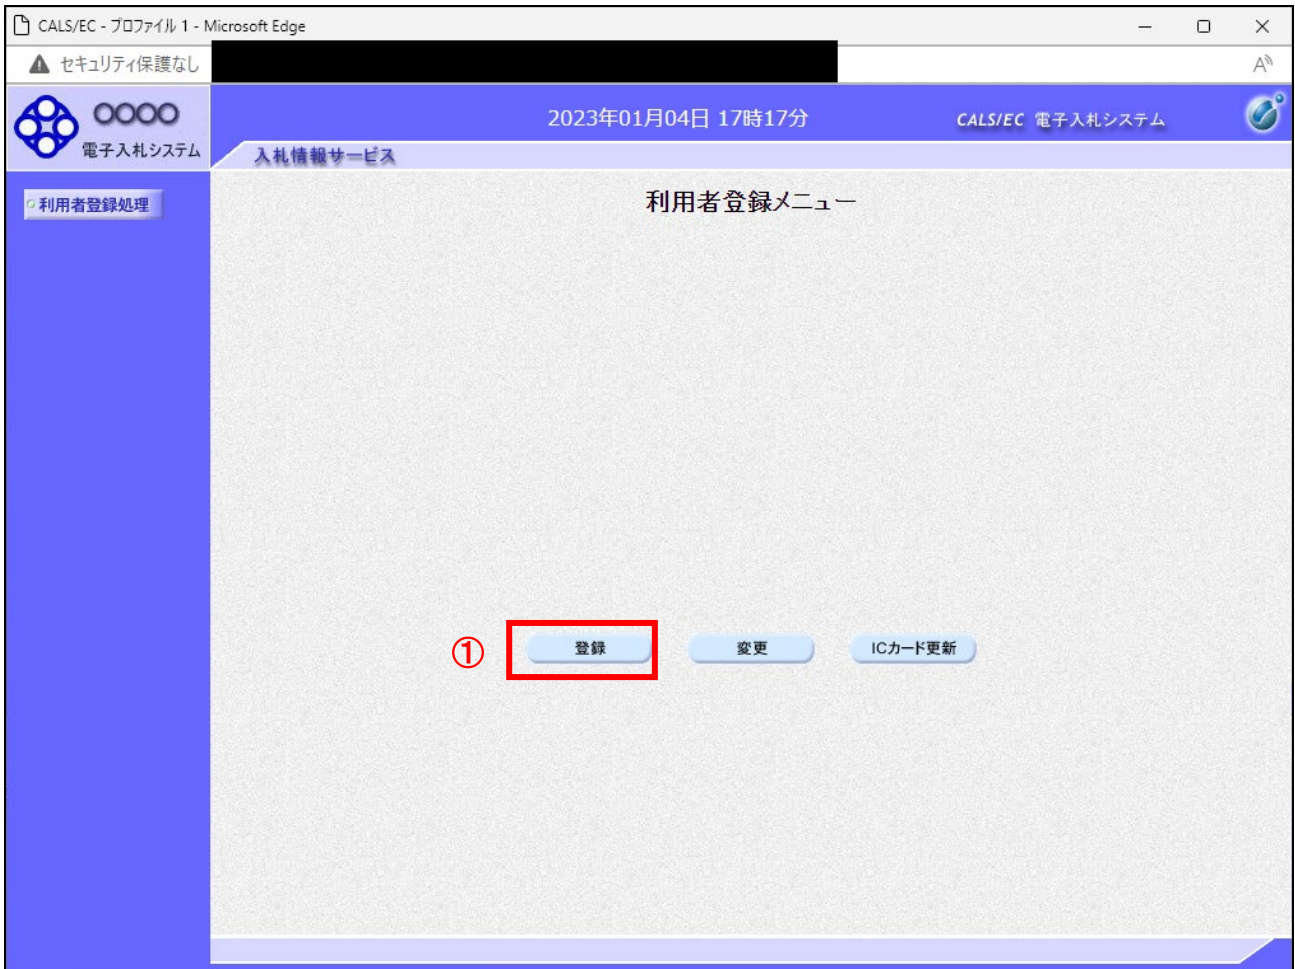 CALS/EC - プロファイル 1 - Microsoft Edge
セキュリティ保護なし
〇〇〇〇
電子入札システム
2023年01月04日 17時17分
CALS/EC 電子入札システム
入札情報サービス
利用者登録処理
利用者登録メニュー
① 登録 変更 ICカード更新